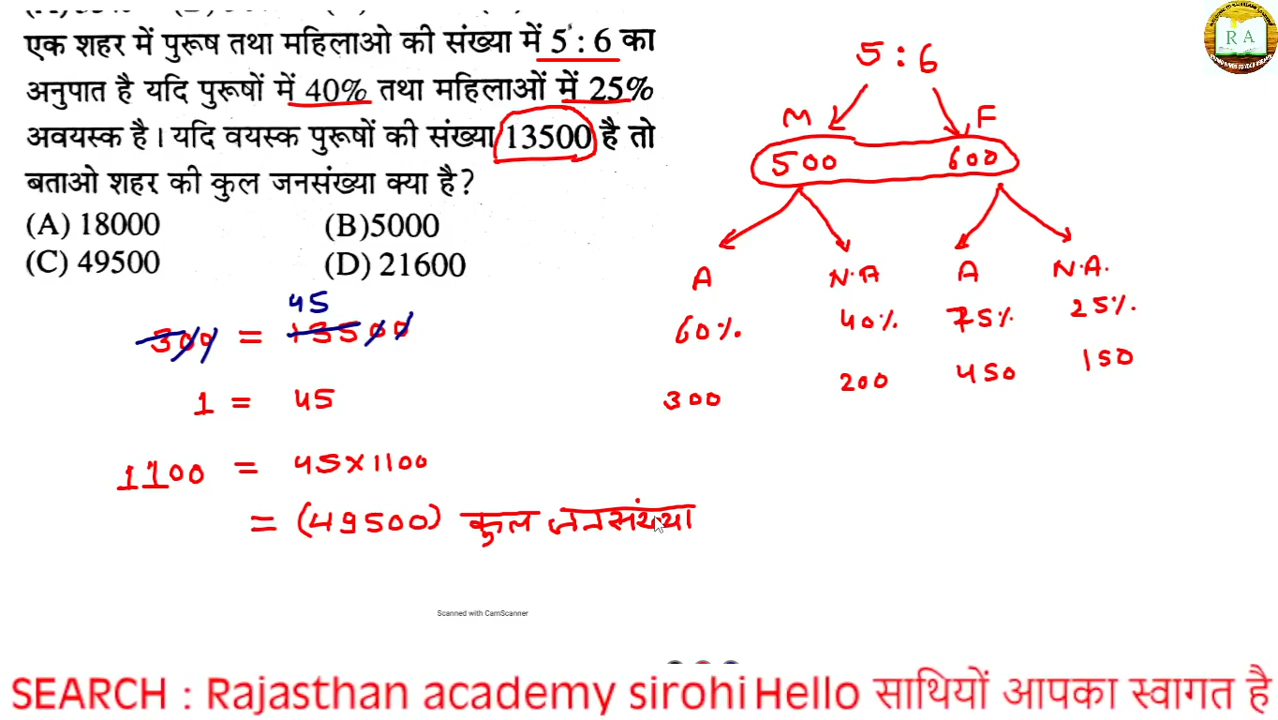 एक शहर में पुरूष तथा महिलाओ की संख्या में 5 : 6 का
अनुपात है यदि पुरूषों में 40% तथा महिलाओं में 25%
अवयस्क है। यदि वयस्क पुरूषों की संख्या 13500 है तो
बताओ शहर की कुल जनसंख्या क्या है?
(A) 18000 (B)5000
(C) 49500 (D) 21600
45
300 = 13500
1 = 45
1100 = 45×1100
= (49500) कुल जनसंख्या
5 : 6
M F
500 600
A N.A A N.A.
60% 40% 75% 25%
300 200 450 150
R A
Scanned with CamScanner
SEARCH : Rajasthan academy sirohi Hello साथियों आपका स्वागत है